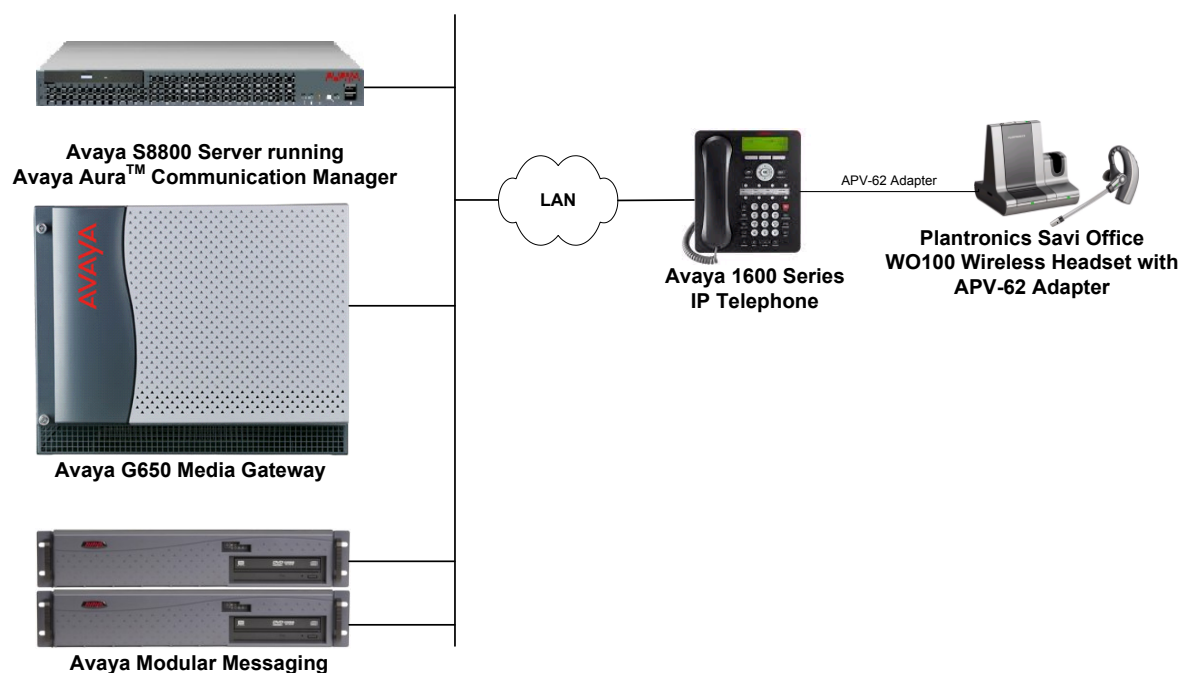 AVAYA
Avaya S8800 Server running
Avaya Aura™ Communication Manager
AVAYA
Avaya G650 Media Gateway
Avaya Modular Messaging
LAN
Avaya 1600 Series
IP Telephone
APV-62 Adapter
Plantronics Savi Office
WO100 Wireless Headset with
APV-62 Adapter